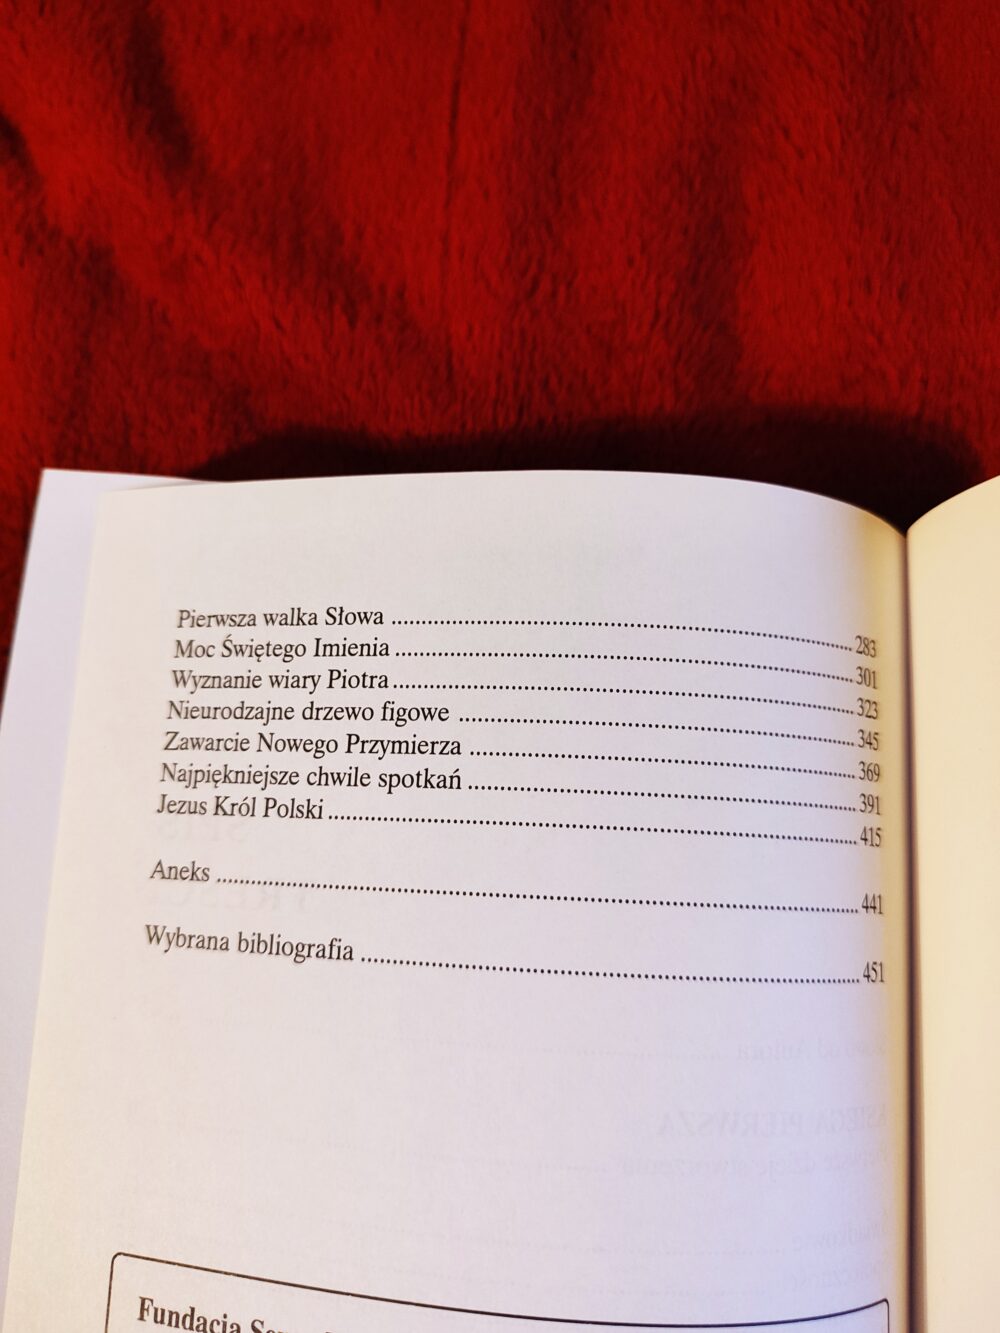 Pierwsza walka Słowa ........ 283
Moc Świętego Imienia ........ 301
Wyznanie wiary Piotra ........ 323
Nieurodzajne drzewo figowe ........ 345
Zawarcie Nowego Przymierza ........ 369
Najpiękniejsze chwile spotkań ........ 391
Jezus Król Polski ........ 415
Aneks ........ 441
Wybrana bibliografia ........ 451
Fundacja